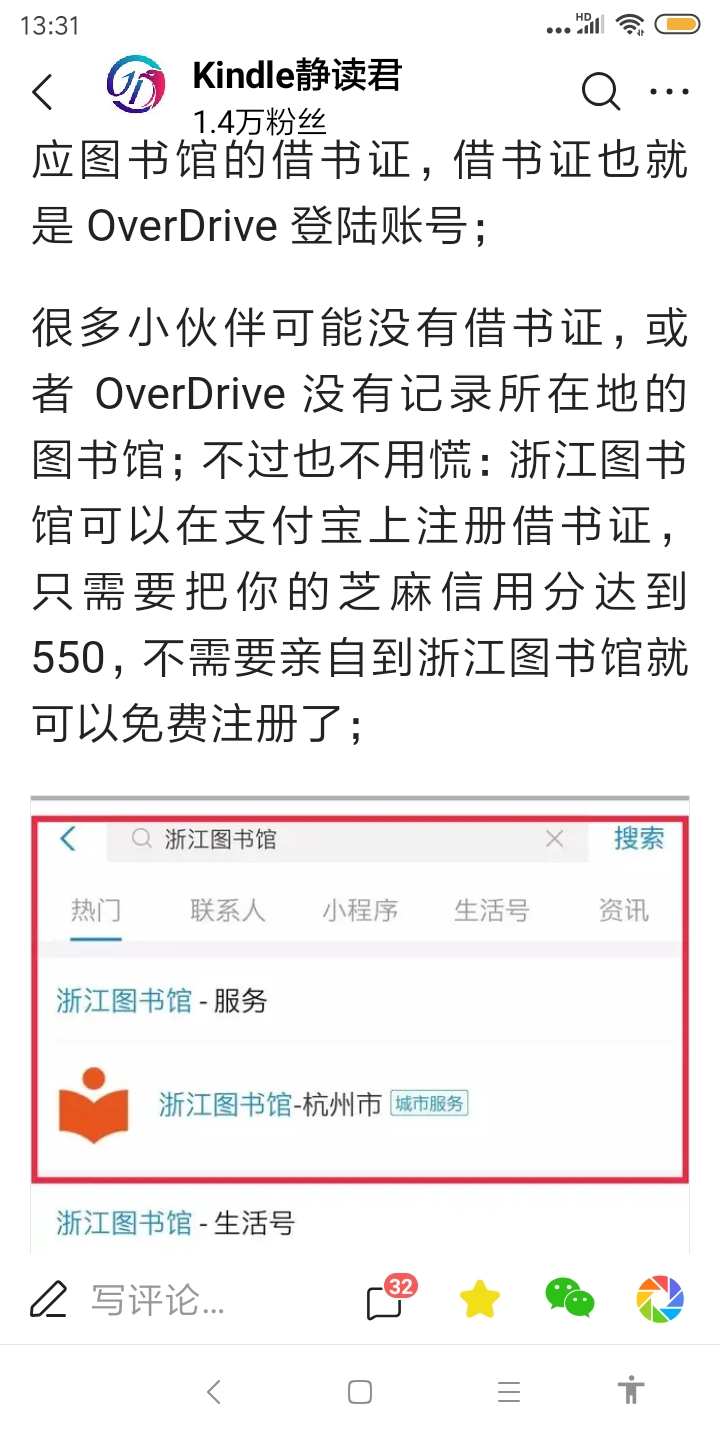 13:31
HD
Kindle静读君
1.4万粉丝
应图书馆的借书证，借书证也就
是 OverDrive 登陆账号；
很多小伙伴可能没有借书证，或
者 OverDrive 没有记录所在地的
图书馆；不过也不用慌：浙江图书
馆可以在支付宝上注册借书证，
只需要把你的芝麻信用分达到
550，不需要亲自到浙江图书馆就
可以免费注册了；
浙江图书馆 搜索
热门 联系人 小程序 生活号 资讯
浙江图书馆 - 服务
浙江图书馆-杭州市 城市服务
浙江图书馆 - 生活号
写评论... 32